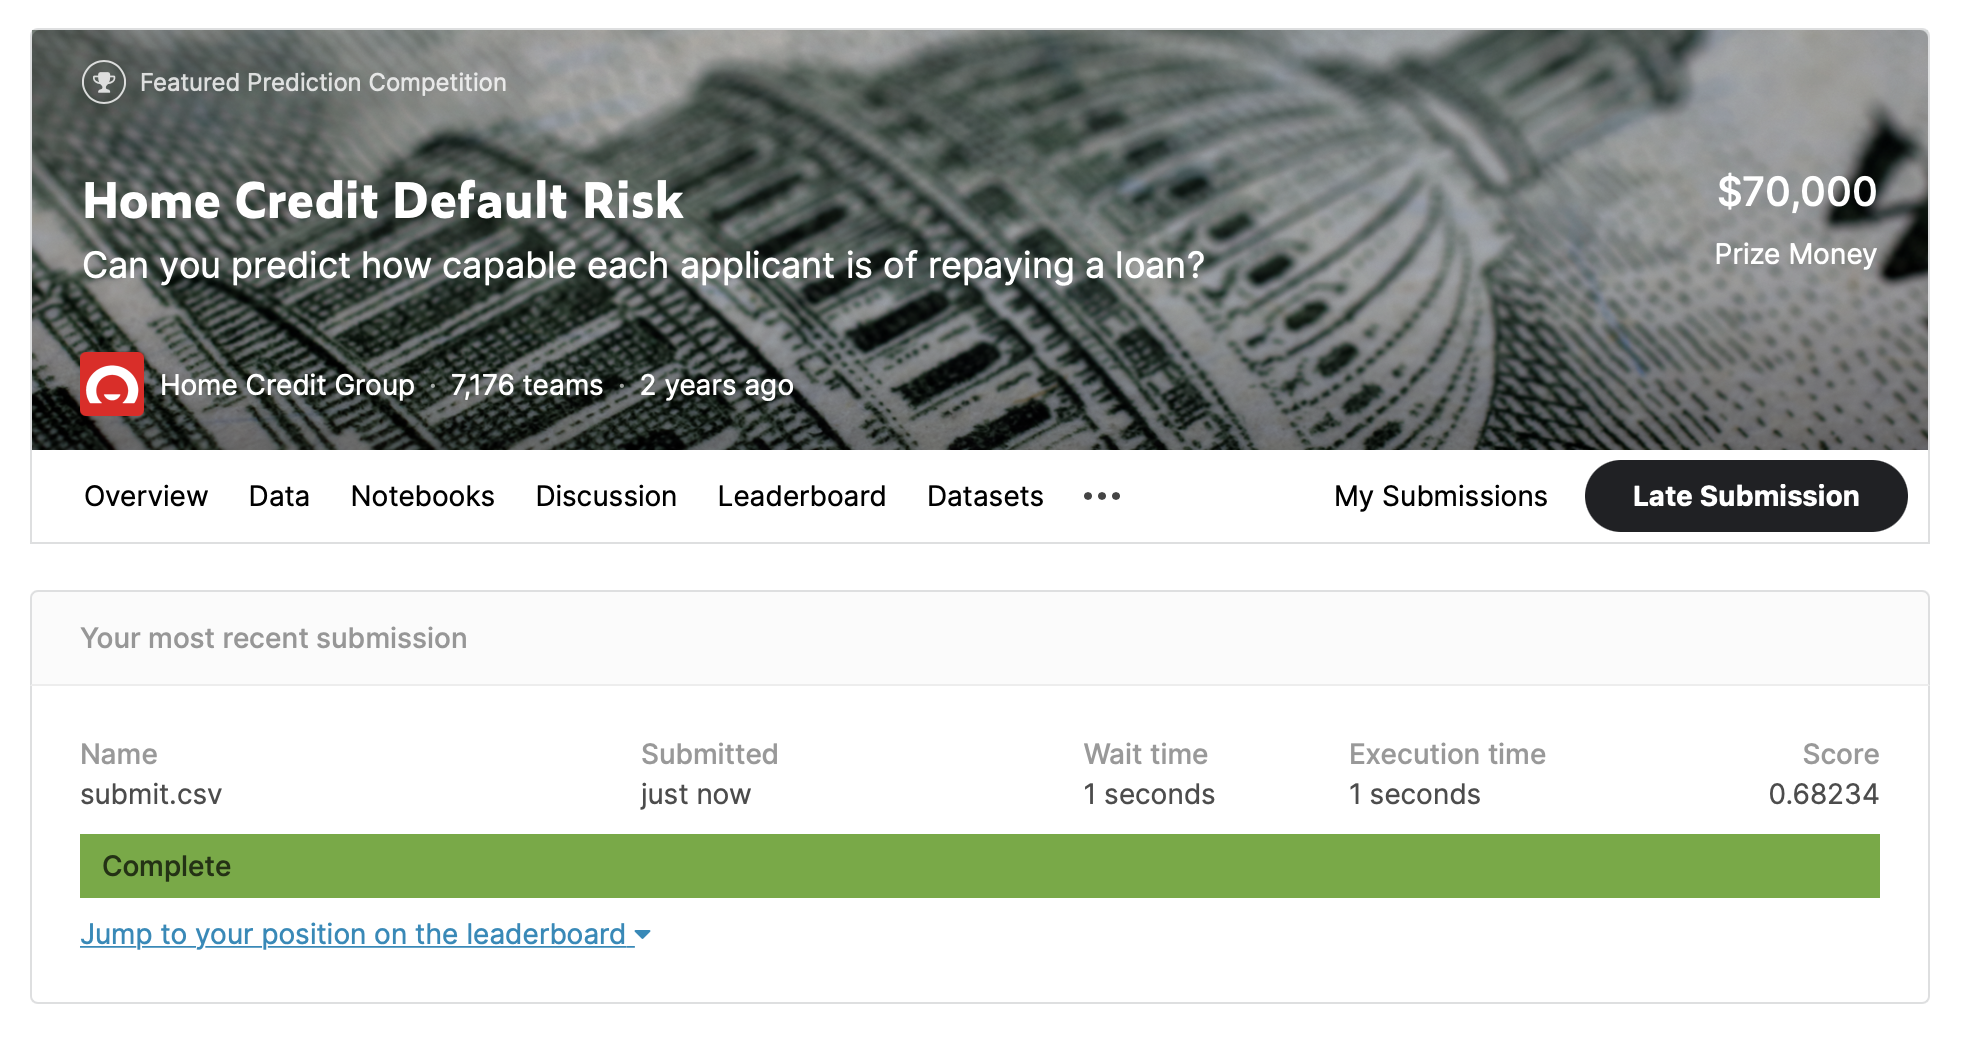 Featured Prediction Competition
Home Credit Default Risk
Can you predict how capable each applicant is of repaying a loan?
$70,000
Prize Money
Home Credit Group · 7,176 teams · 2 years ago
Overview Data Notebooks Discussion Leaderboard Datasets ••• My Submissions Late Submission
Your most recent submission
Name Submitted Wait time Execution time Score
submit.csv just now 1 seconds 1 seconds 0.68234
Complete
Jump to your position on the leaderboard